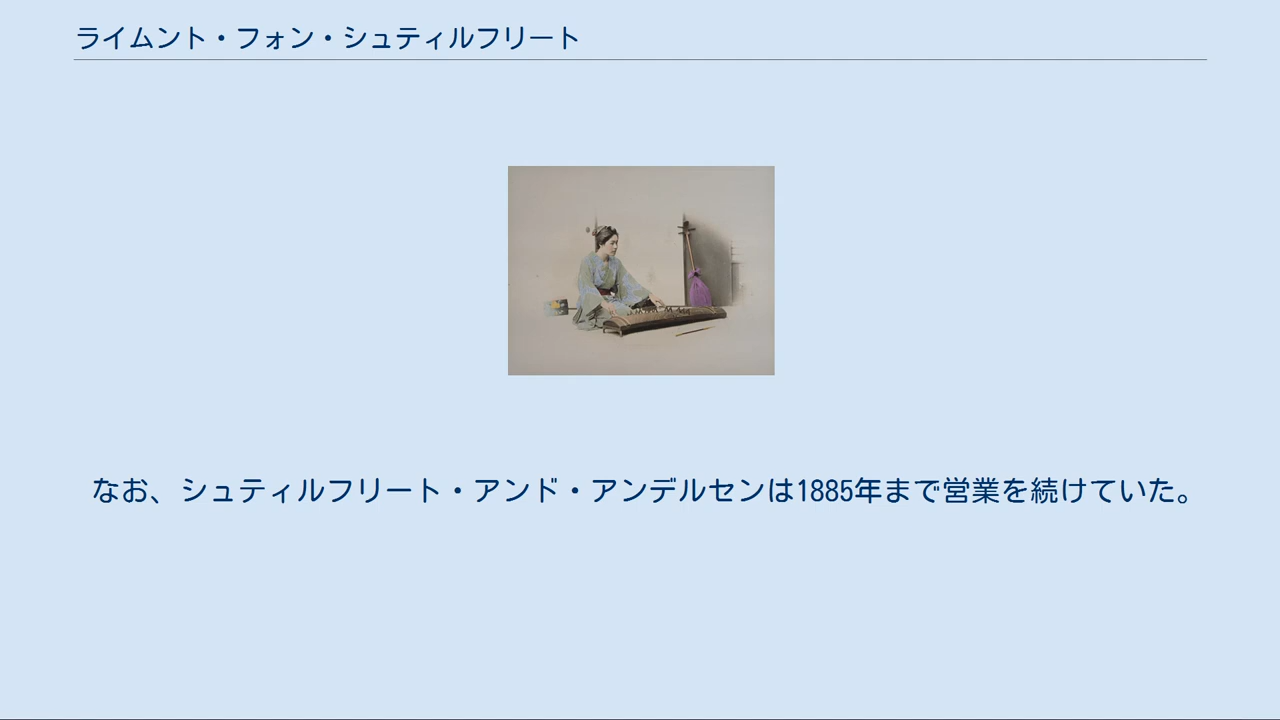 ライムント・フォン・シュティルフリート
なお、シュティルフリート・アンド・アンデルセンは1885年まで営業を続けていた。